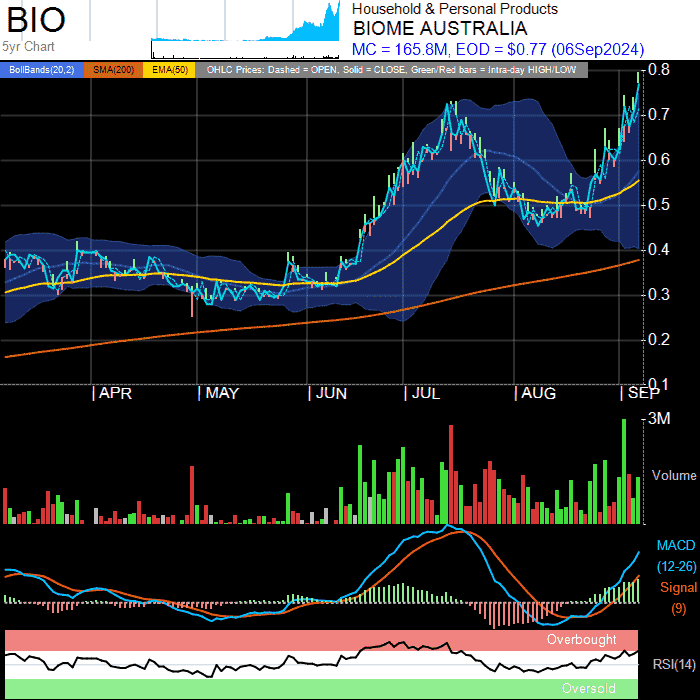 BIO
5yr Chart
Household & Personal Products
BIOME AUSTRALIA
MC = 165.8M, EOD = $0.77 (06Sep2024)
BollBands(20,2) SMA(200) EMA(50) OHLC Prices: Dashed = OPEN, Solid = CLOSE, Green/Red bars = Intra-day HIGH/LOW
0.8
0.7
0.6
0.5
0.4
0.3
0.2
0.1
| APR | MAY | JUN | JUL | AUG | SEP
3M
Volume
MACD
(12-26)
Signal
(9)
Overbought
RSI(14)
Oversold